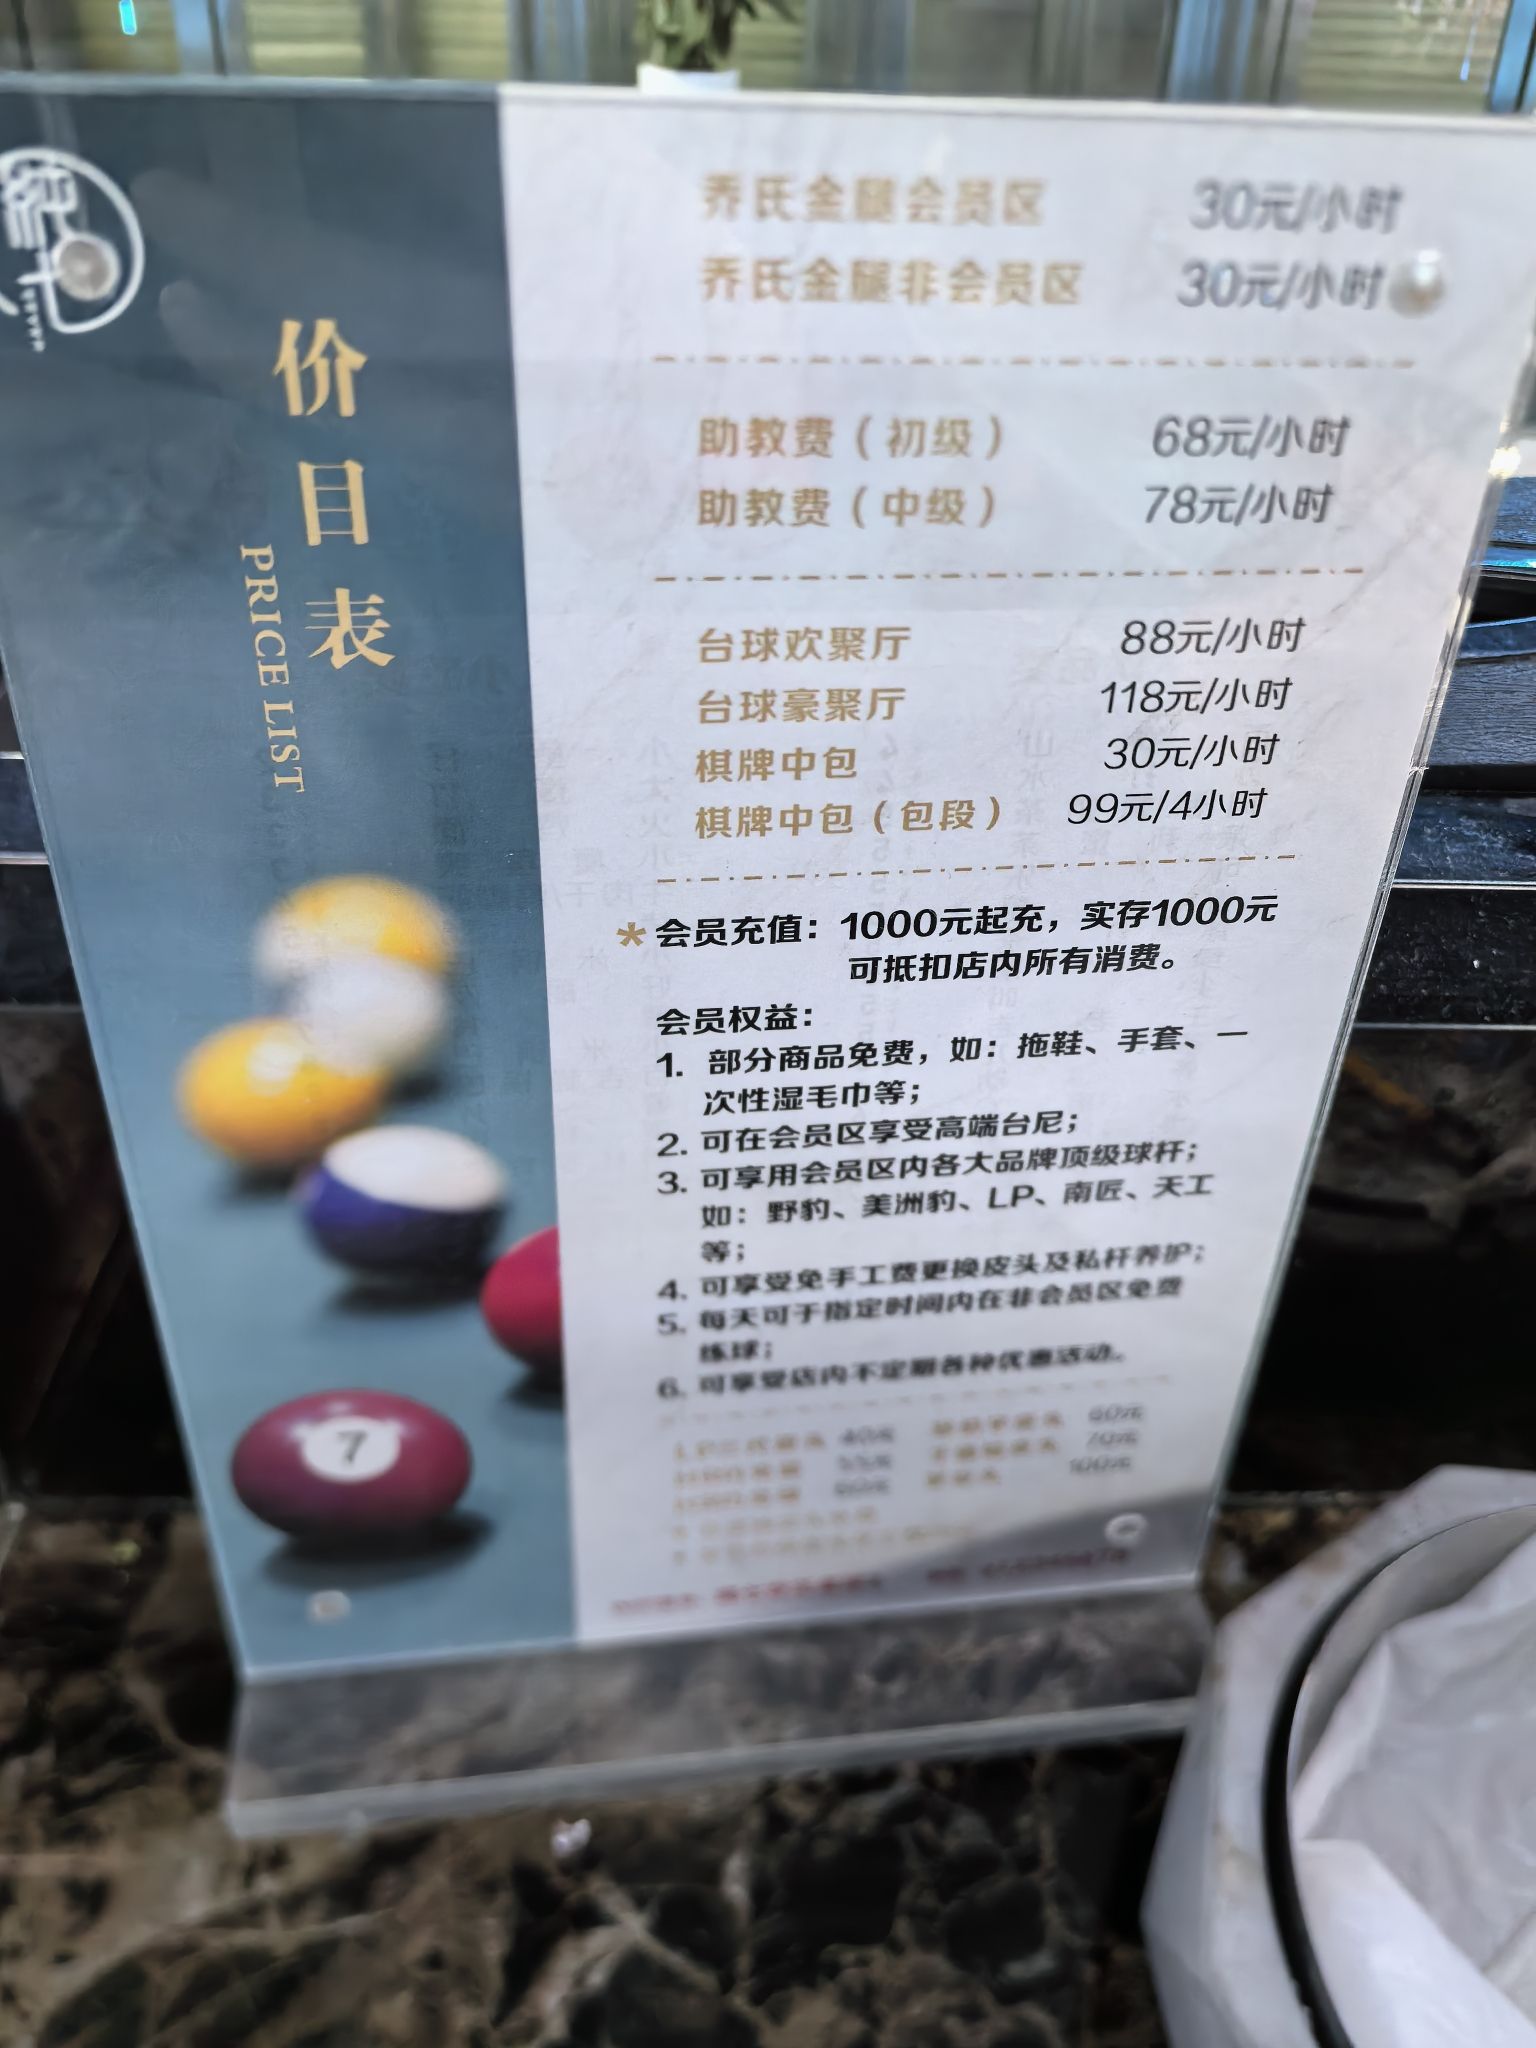 价目表
PRICE LIST
乔氏金腿会员区 30元/小时
乔氏金腿非会员区 30元/小时
助教费（初级） 68元/小时
助教费（中级） 78元/小时
台球欢聚厅 88元/小时
台球豪聚厅 118元/小时
棋牌中包 30元/小时
棋牌中包（包段） 99元/4小时
*会员充值：1000元起充，实存1000元
可抵扣店内所有消费。
会员权益：
1. 部分商品免费，如：拖鞋、手套、一
次性湿毛巾等；
2. 可在会员区享受高端台尼；
3. 可享用会员区内各大品牌顶级球杆；
如：野豹、美洲豹、LP、南匠、天工
等；
4. 可享受免手工费更换皮头及私杆养护；
5. 每天可于指定时间内在非会员区免费
练球；
6. 可享受店内不定期各种优惠活动。
60元
70元
100元
7